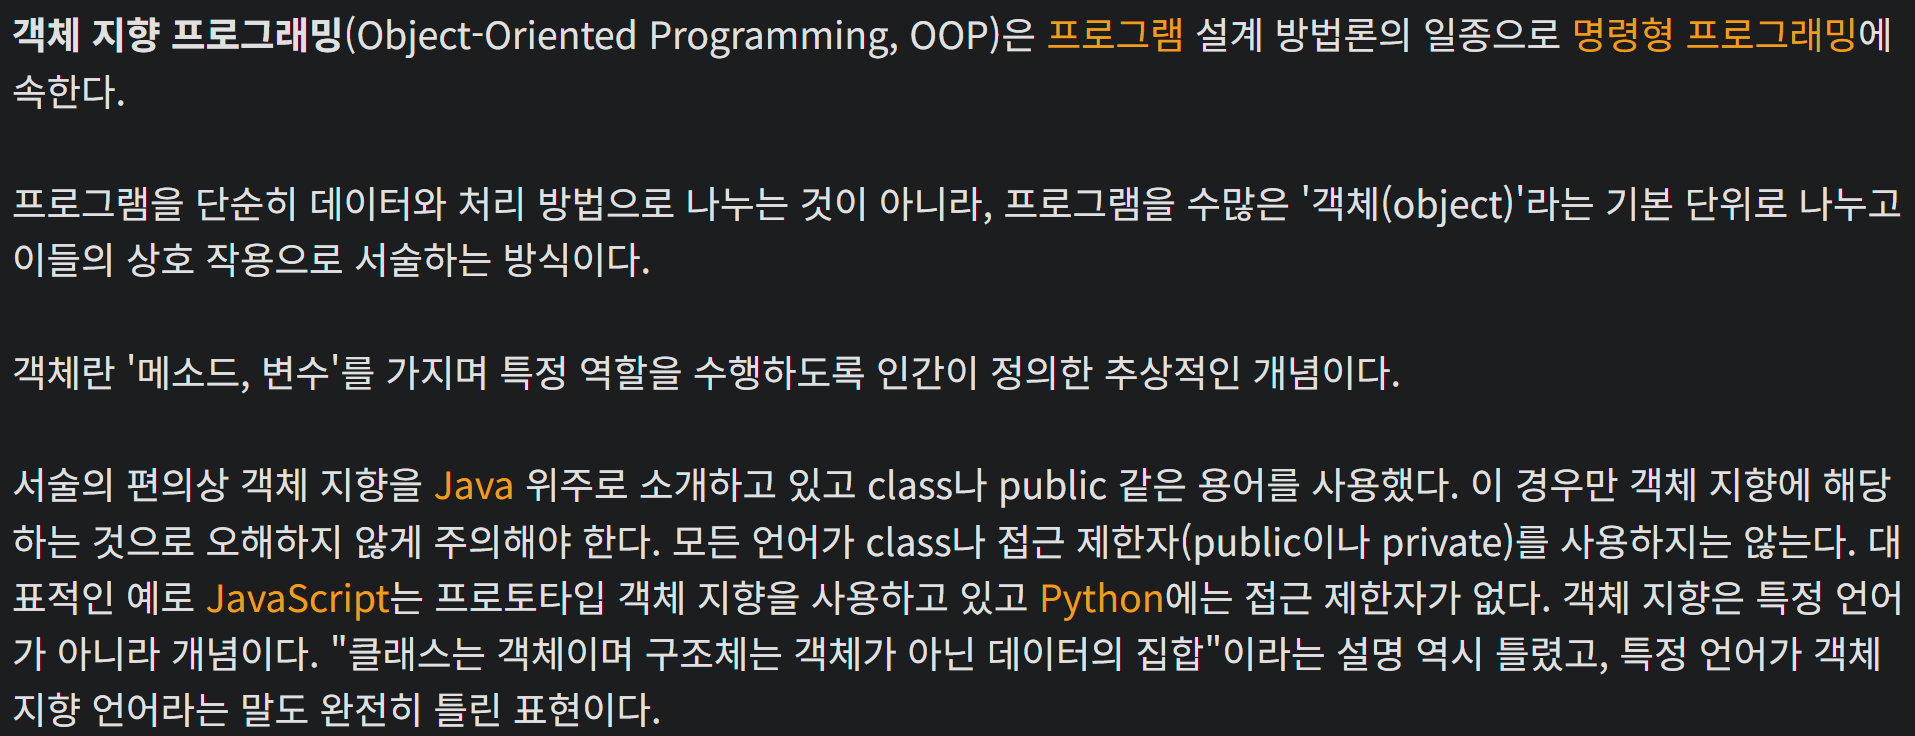 객체 지향 프로그래밍(Object-Oriented Programming, OOP)은 프로그램 설계 방법론의 일종으로 명령형 프로그래밍에
속한다.
프로그램을 단순히 데이터와 처리 방법으로 나누는 것이 아니라, 프로그램을 수많은 '객체(object)'라는 기본 단위로 나누고
이들의 상호 작용으로 서술하는 방식이다.
객체란 '메소드, 변수'를 가지며 특정 역할을 수행하도록 인간이 정의한 추상적인 개념이다.
서술의 편의상 객체 지향을 Java 위주로 소개하고 있고 class나 public 같은 용어를 사용했다. 이 경우만 객체 지향에 해당
하는 것으로 오해하지 않게 주의해야 한다. 모든 언어가 class나 접근 제한자(public이나 private)를 사용하지는 않는다. 대
표적인 예로 JavaScript는 프로토타입 객체 지향을 사용하고 있고 Python에는 접근 제한자가 없다. 객체 지향은 특정 언어
가 아니라 개념이다. "클래스는 객체이며 구조체는 객체가 아닌 데이터의 집합"이라는 설명 역시 틀렸고, 특정 언어가 객체
지향 언어라는 말도 완전히 틀린 표현이다.